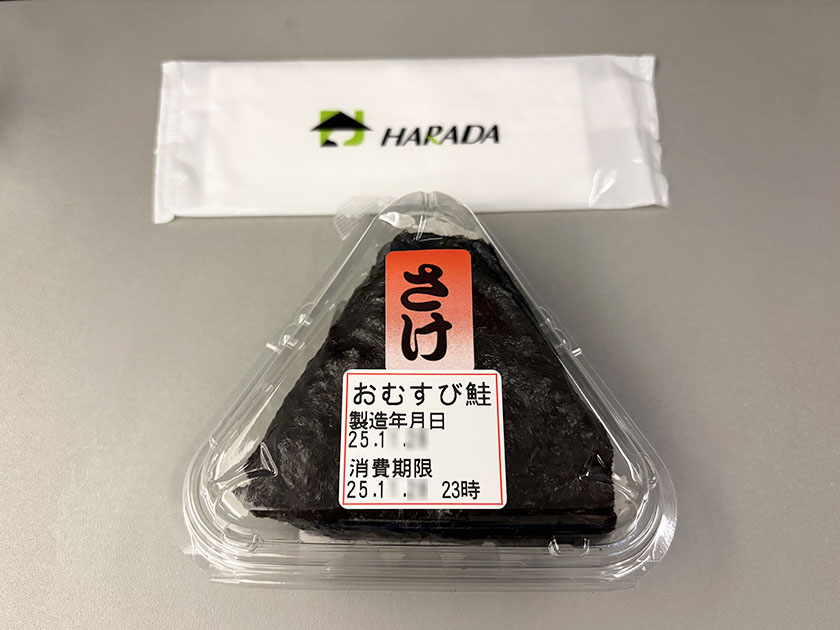 HARADA
さけ
おむすび鮭
製造年月日
25.1
消費期限
25.1 23時